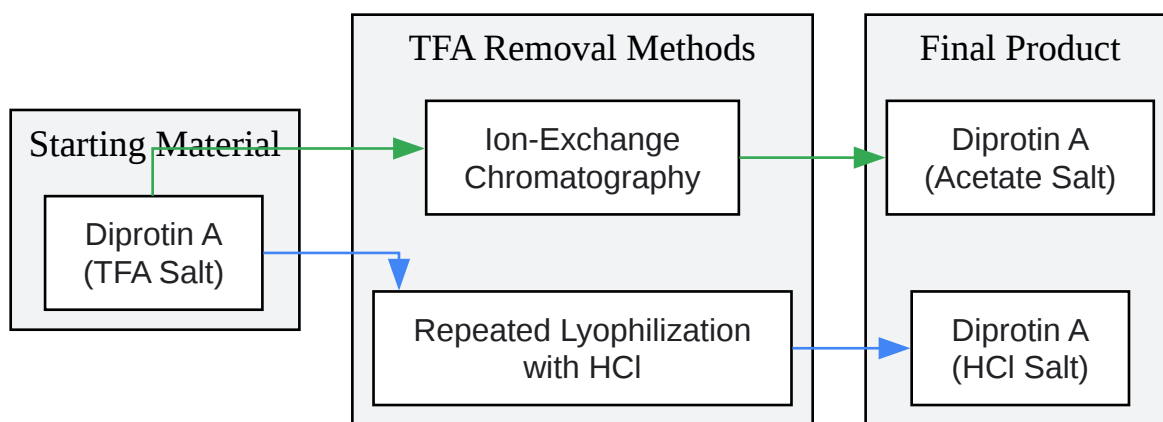 Starting Material
Diprotin A
(TFA Salt)
TFA Removal Methods
Ion-Exchange
Chromatography
Repeated Lyophilization
with HCl
Final Product
Diprotin A
(Acetate Salt)
Diprotin A
(HCl Salt)